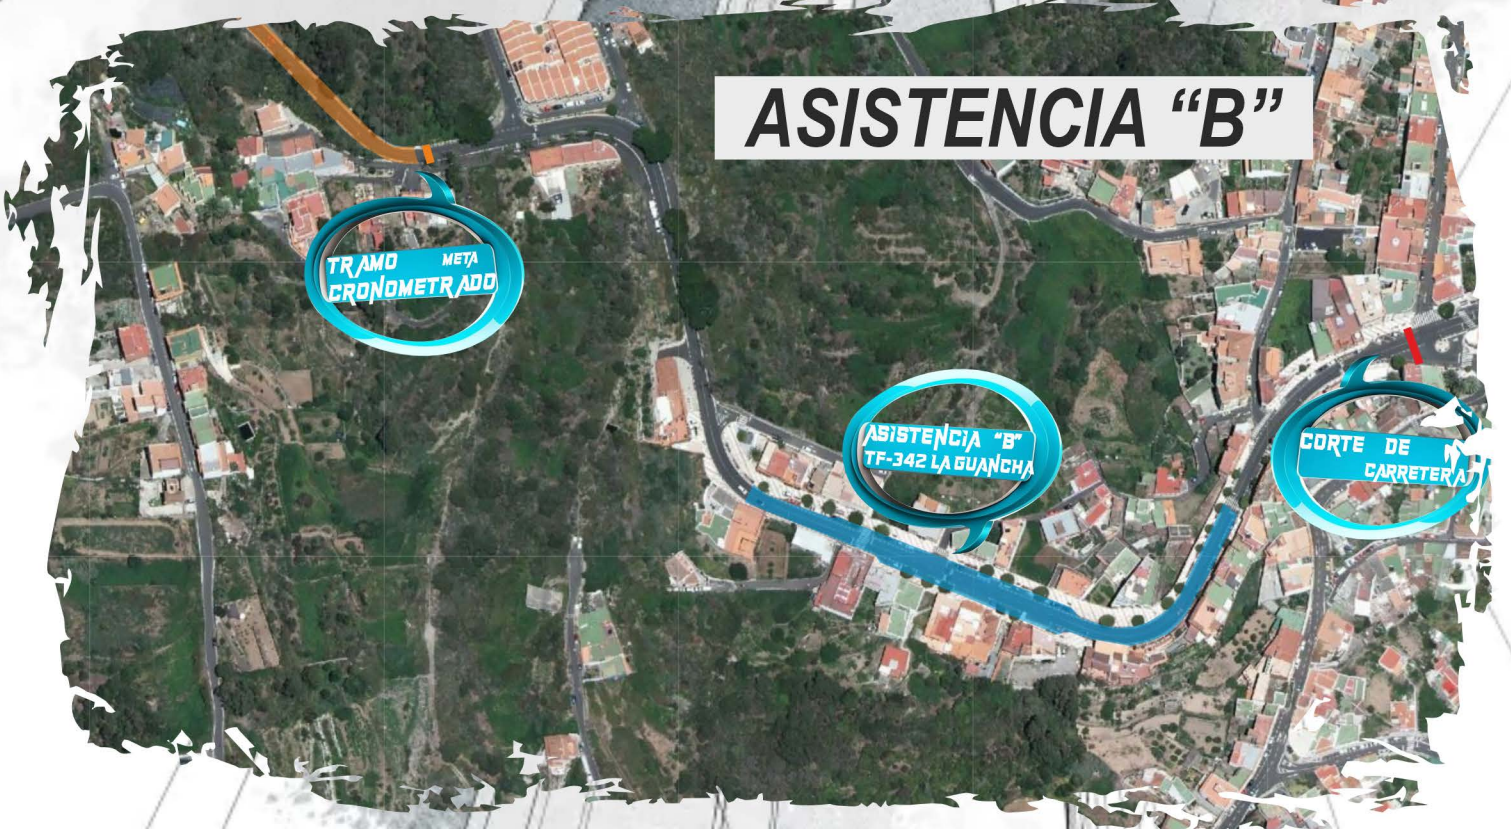 ASISTENCIA “B”
TRAMO META
CRONOMETRADO
ASISTENCIA "B"
TF-342 LA GUANCHA
CORTE DE
CARRETERA